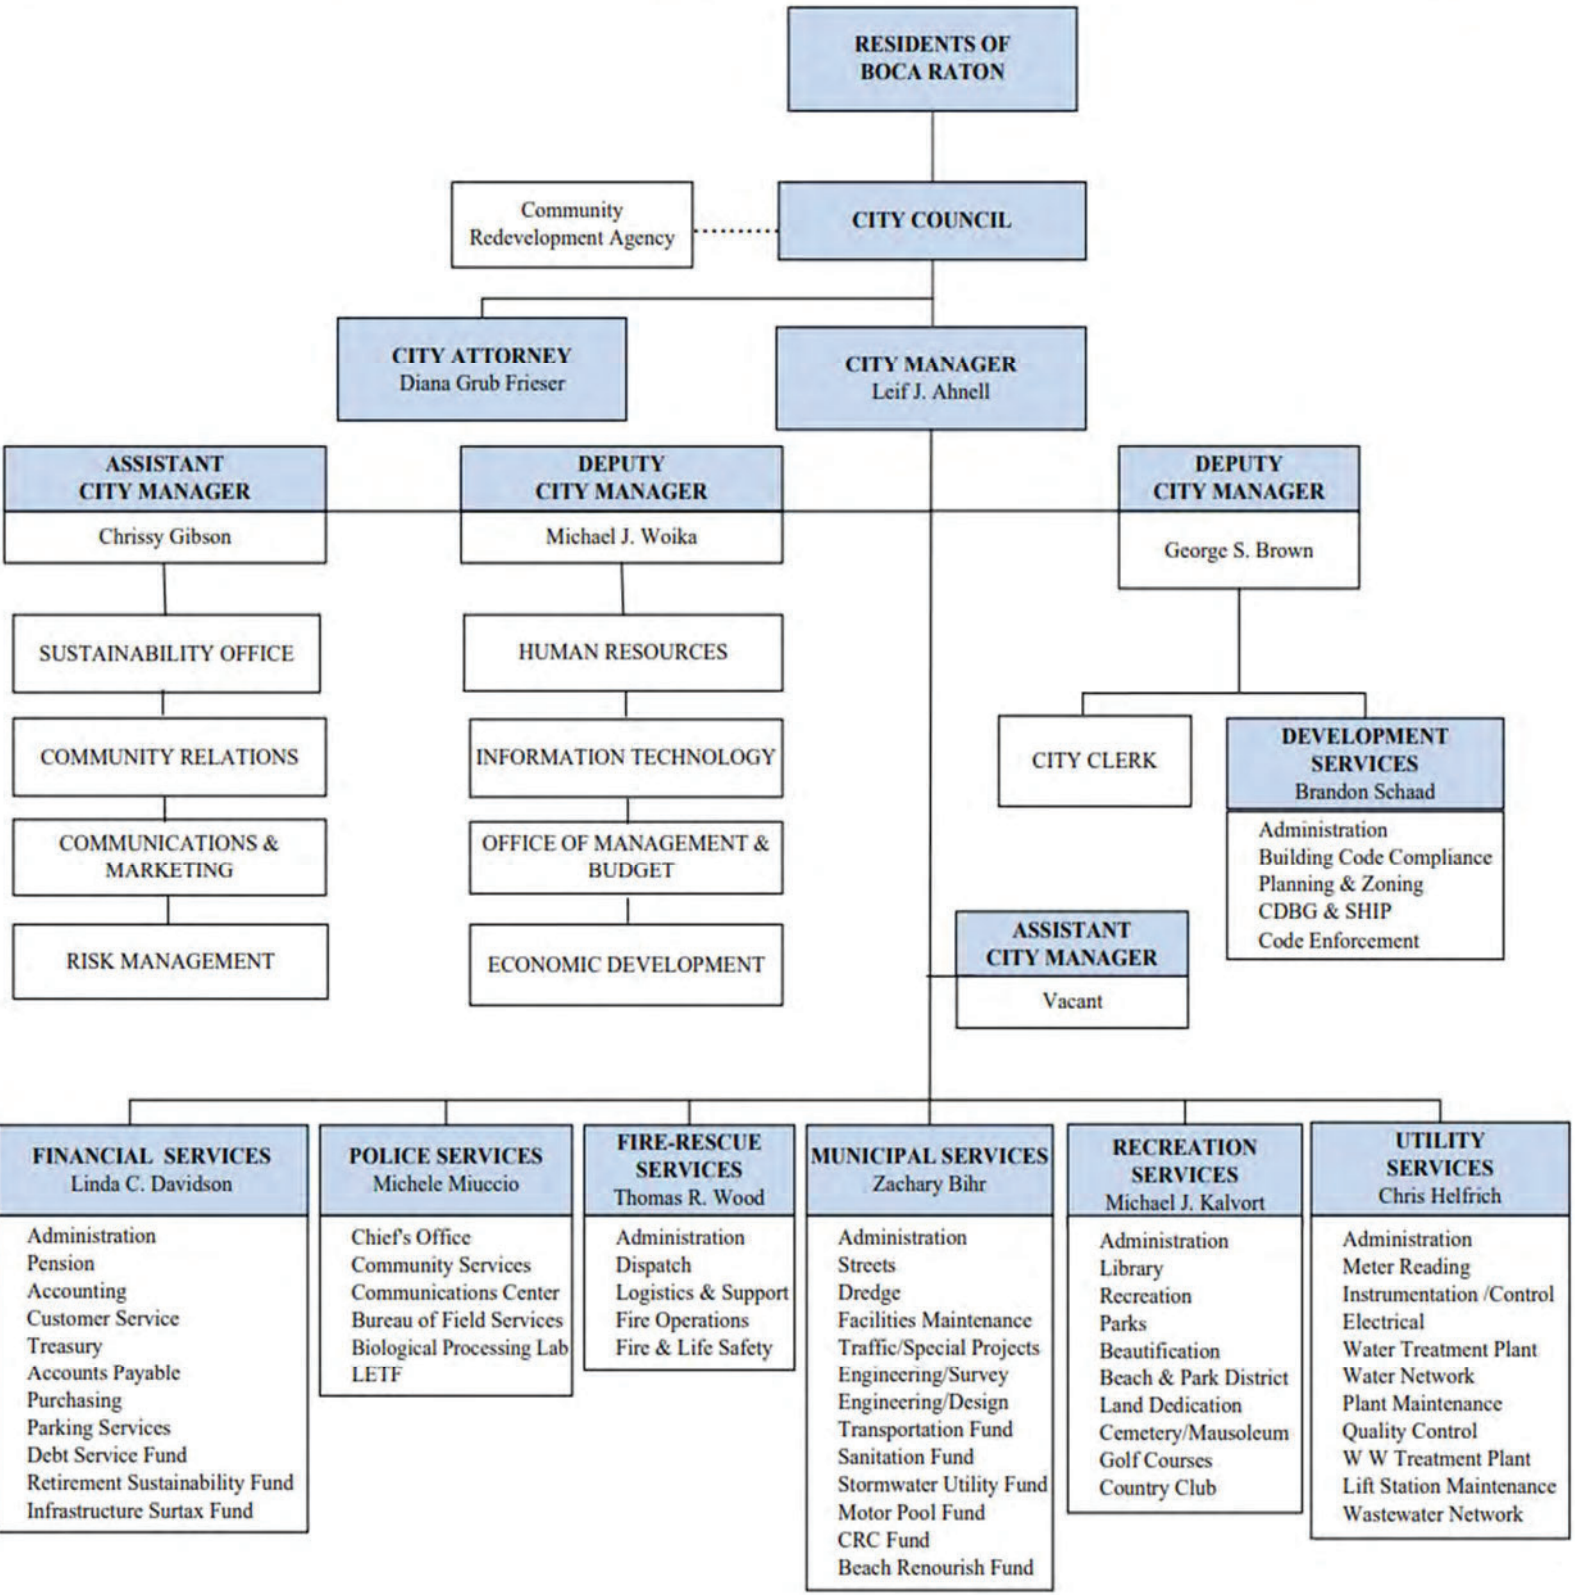 RESIDENTS OF
BOCA RATON
Community
Redevelopment Agency
CITY COUNCIL
CITY ATTORNEY
Diana Grub Frieser
CITY MANAGER
Leif J. Ahnell
ASSISTANT
CITY MANAGER
Chrissy Gibson
DEPUTY
CITY MANAGER
Michael J. Woika
DEPUTY
CITY MANAGER
George S. Brown
SUSTAINABILITY OFFICE
COMMUNITY RELATIONS
COMMUNICATIONS &
MARKETING
RISK MANAGEMENT
HUMAN RESOURCES
INFORMATION TECHNOLOGY
OFFICE OF MANAGEMENT &
BUDGET
ECONOMIC DEVELOPMENT
CITY CLERK
DEVELOPMENT
SERVICES
Brandon Schaad
Administration
Building Code Compliance
Planning & Zoning
CDBG & SHIP
Code Enforcement
ASSISTANT
CITY MANAGER
Vacant
FINANCIAL SERVICES
Linda C. Davidson
Administration
Pension
Accounting
Customer Service
Treasury
Accounts Payable
Purchasing
Parking Services
Debt Service Fund
Retirement Sustainability Fund
Infrastructure Surtax Fund
POLICE SERVICES
Michele Miuccio
Chief's Office
Community Services
Communications Center
Bureau of Field Services
Biological Processing Lab
LETF
FIRE-RESCUE
SERVICES
Thomas R. Wood
Administration
Dispatch
Logistics & Support
Fire Operations
Fire & Life Safety
MUNICIPAL SERVICES
Zachary Bihr
Administration
Streets
Dredge
Facilities Maintenance
Traffic/Special Projects
Engineering/Survey
Engineering/Design
Transportation Fund
Sanitation Fund
Stormwater Utility Fund
Motor Pool Fund
CRC Fund
Beach Renourish Fund
RECREATION
SERVICES
Michael J. Kalvort
Administration
Library
Recreation
Parks
Beautification
Beach & Park District
Land Dedication
Cemetery/Mausoleum
Golf Courses
Country Club
UTILITY
SERVICES
Chris Helfrich
Administration
Meter Reading
Instrumentation /Control
Electrical
Water Treatment Plant
Water Network
Plant Maintenance
Quality Control
W W Treatment Plant
Lift Station Maintenance
Wastewater Network